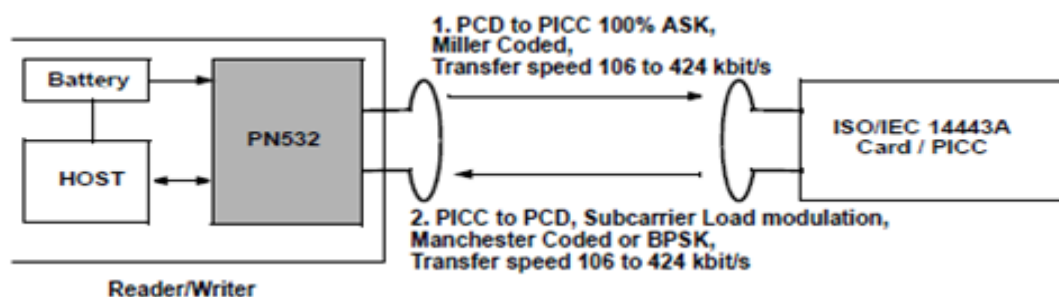 1. PCD to PICC 100% ASK,
Miller Coded,
Transfer speed 106 to 424 kbit/s
Battery
PN532
HOST
ISO/IEC 14443A
Card / PICC
2. PICC to PCD, Subcarrier Load modulation,
Manchester Coded or BPSK,
Transfer speed 106 to 424 kbit/s
Reader/Writer